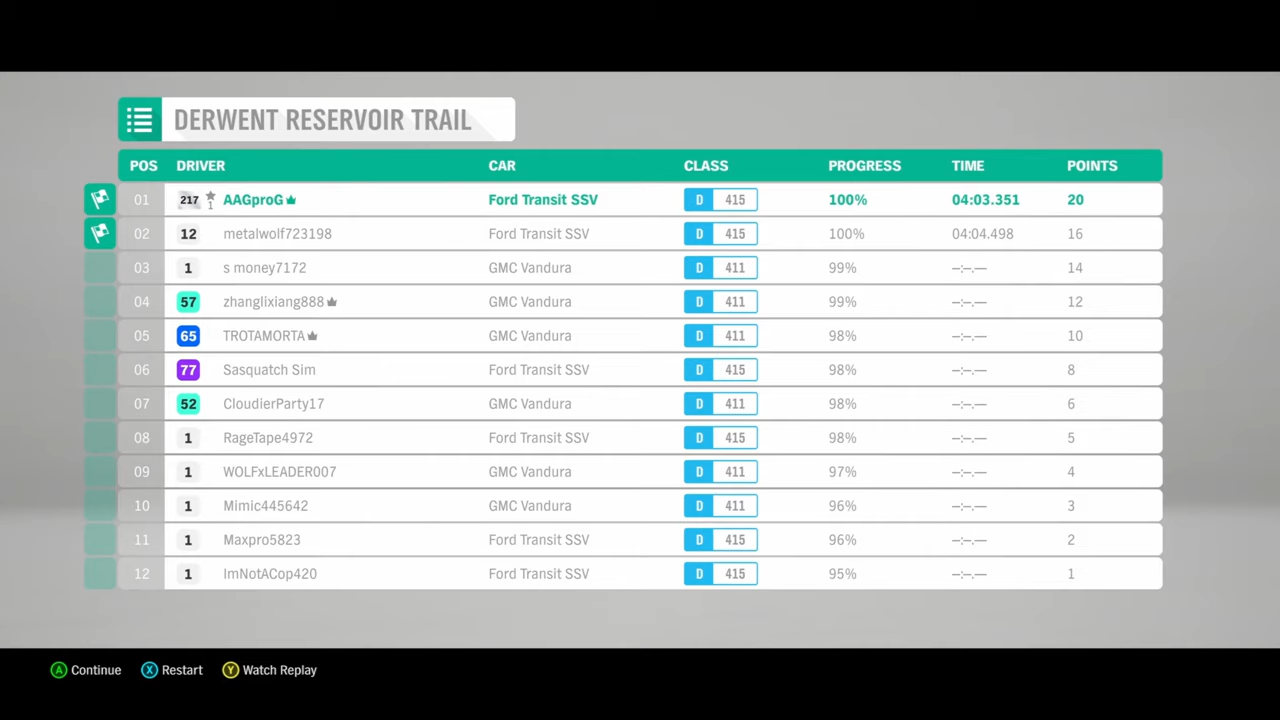 DERWENT RESERVOIR TRAIL
POS DRIVER CAR CLASS PROGRESS TIME POINTS
01 217 1 AAGproG Ford Transit SSV D 415 100% 04:03.351 20
02 12 metalwolf723198 Ford Transit SSV D 415 100% 04:04.498 16
03 1 s money7172 GMC Vandura D 411 99% –:–.–– 14
04 57 zhanglixiang888 GMC Vandura D 411 99% –:–.–– 12
05 65 TROTAMORTA GMC Vandura D 411 98% –:–.–– 10
06 77 Sasquatch Sim Ford Transit SSV D 415 98% –:–.–– 8
07 52 CloudierParty17 GMC Vandura D 411 98% –:–.–– 6
08 1 RageTape4972 Ford Transit SSV D 415 98% –:–.–– 5
09 1 WOLFxLEADER007 GMC Vandura D 411 97% –:–.–– 4
10 1 Mimic445642 GMC Vandura D 411 96% –:–.–– 3
11 1 Maxpro5823 Ford Transit SSV D 415 96% –:–.–– 2
12 1 ImNotACop420 Ford Transit SSV D 415 95% –:–.–– 1
A Continue X Restart Y Watch Replay